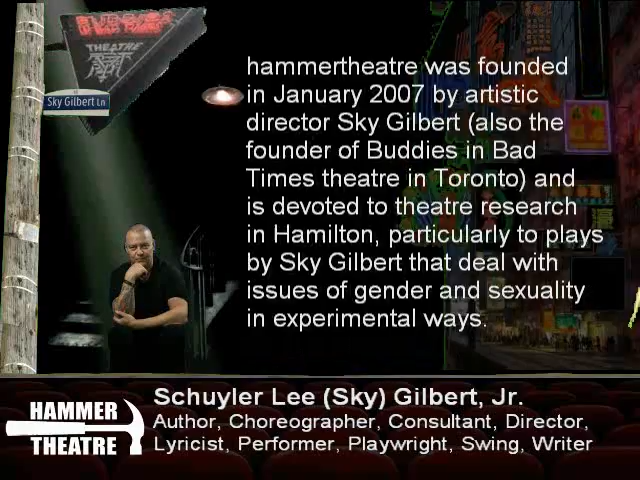 THEATRE
Sky Gilbert Ln
hammertheatre was founded
in January 2007 by artistic
director Sky Gilbert (also the
founder of Buddies in Bad
Times theatre in Toronto) and
is devoted to theatre research
in Hamilton, particularly to plays
by Sky Gilbert that deal with
issues of gender and sexuality
in experimental ways.
HAMMER
THEATRE
Schuyler Lee (Sky) Gilbert, Jr.
Author, Choreographer, Consultant, Director,
Lyricist, Performer, Playwright, Swing, Writer